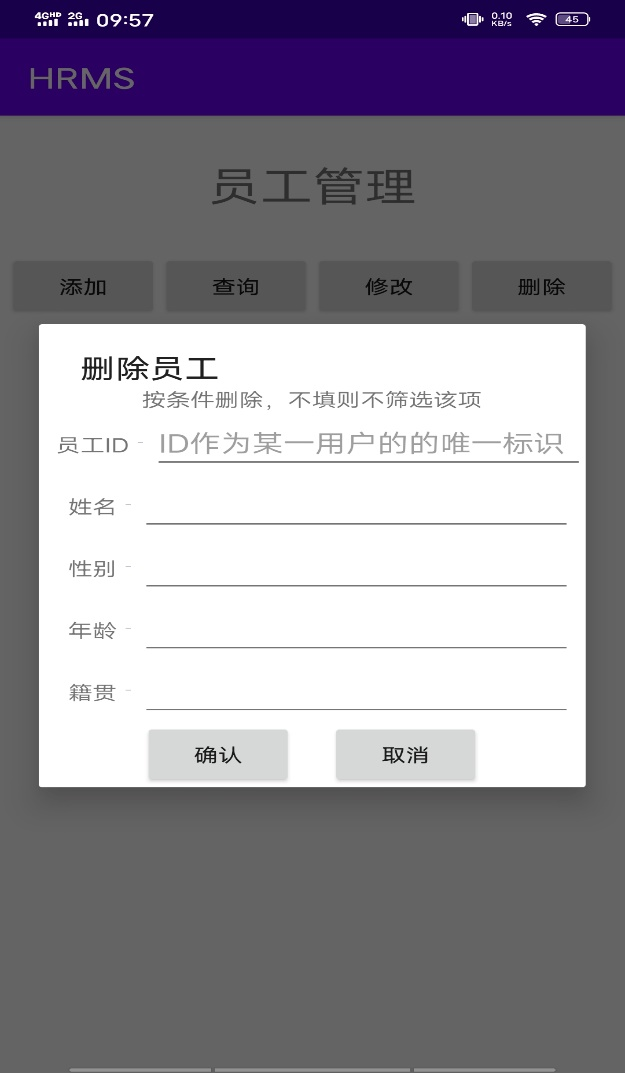 4GHD 2G 09:57 0.10 KB/s 45
HRMS
员工管理
添加 查询 修改 删除
删除员工
按条件删除，不填则不筛选该项
员工ID ID作为某一用户的的唯一标识
姓名
性别
年龄
籍贯
确认 取消